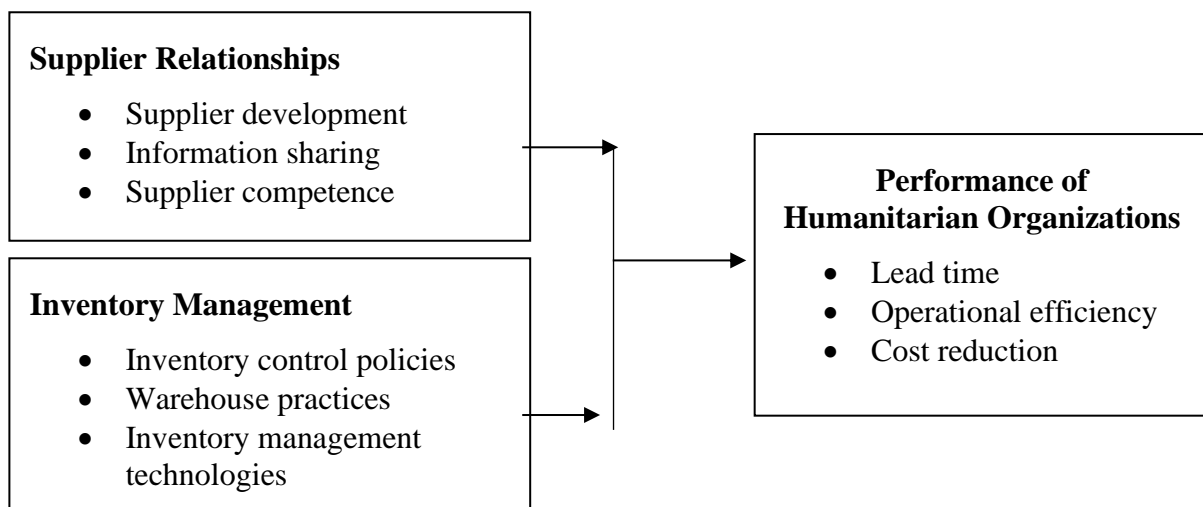 Supplier Relationships
• Supplier development
• Information sharing
• Supplier competence
Inventory Management
• Inventory control policies
• Warehouse practices
• Inventory management
technologies
Performance of
Humanitarian Organizations
• Lead time
• Operational efficiency
• Cost reduction